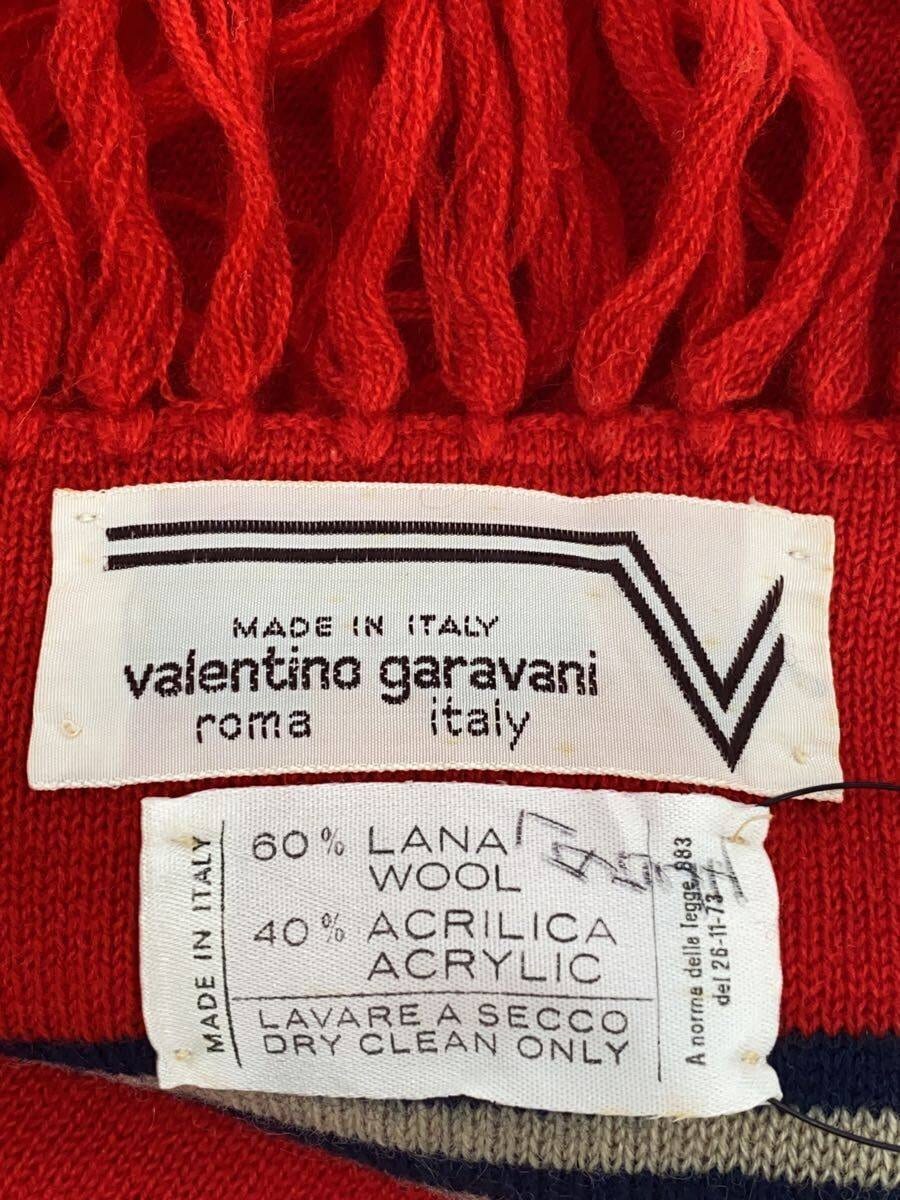 MADE IN ITALY
valentino garavani
roma italy
MADE IN ITALY
60% LANA
WOOL
40% ACRILICA
ACRYLIC
LAVARE A SECCO
DRY CLEAN ONLY
A norma della legge 883
del 26-11-73